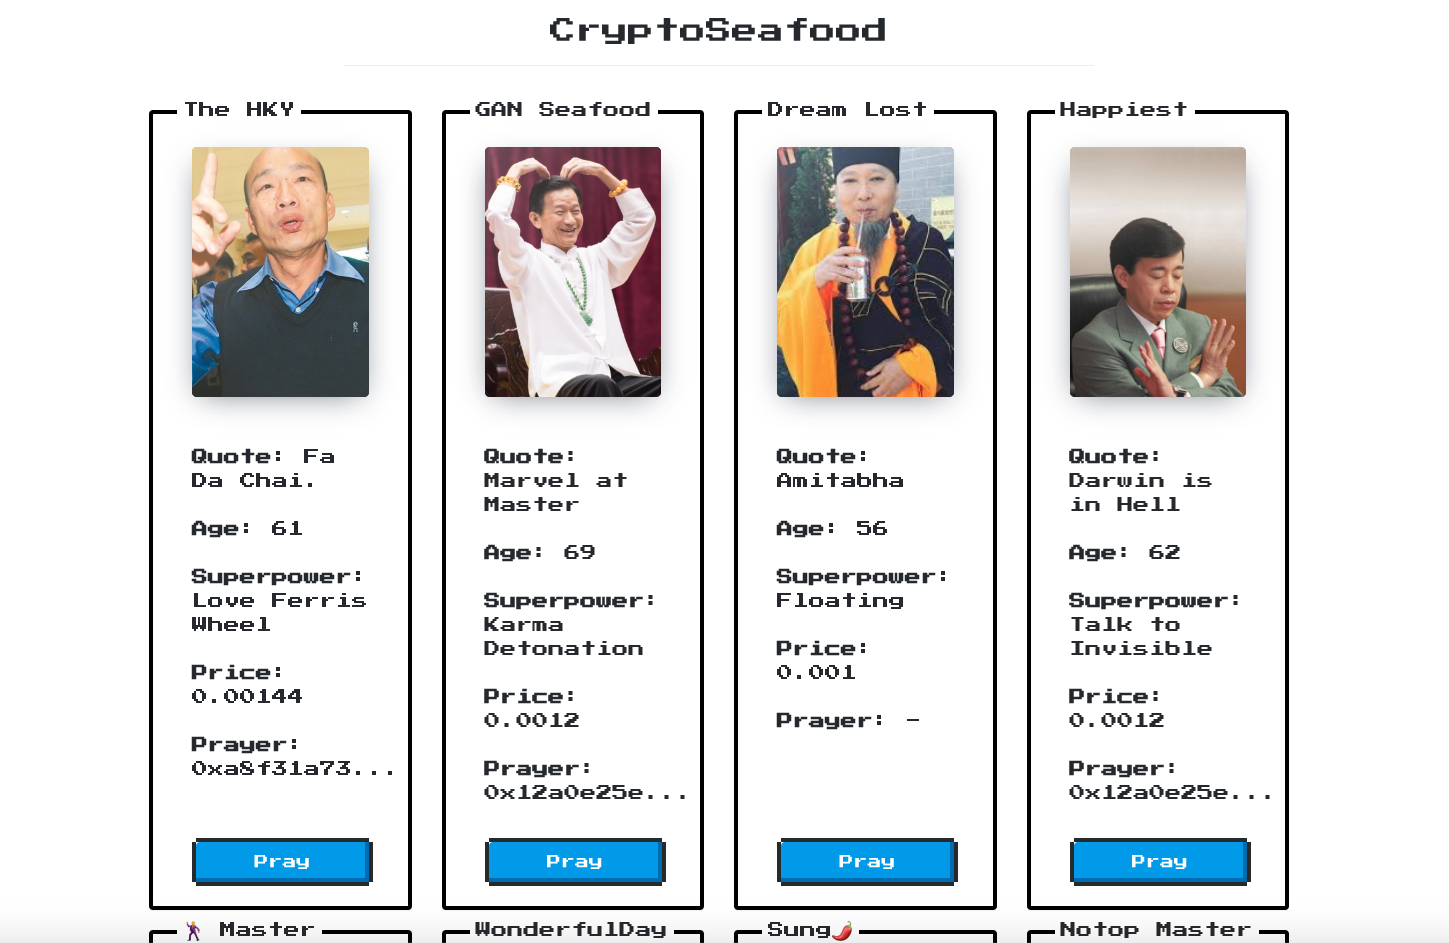 CryptoSeafood
The HKY
Quote: Fa
Da Chai.
Age: 61
Superpower:
Love Ferris
Wheel
Price:
0.00144
Prayer:
0xa8f31a73...
Pray
GAN Seafood
Quote:
Marvel at
Master
Age: 69
Superpower:
Karma
Detonation
Price:
0.0012
Prayer:
0x12a0e25e...
Pray
Dream Lost
Quote:
Amitabha
Age: 56
Superpower:
Floating
Price:
0.001
Prayer: -
Pray
Happiest
Quote:
Darwin is
in Hell
Age: 62
Superpower:
Talk to
Invisible
Price:
0.0012
Prayer:
0x12a0e25e...
Pray
🕺 Master
WonderfulDay
Sung🌶️
Notop Master